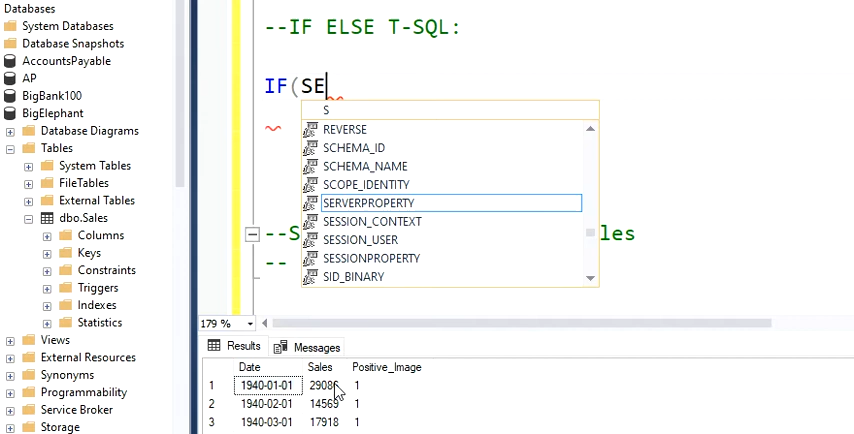 Databases
System Databases
Database Snapshots
AccountsPayable
AP
BigBank100
BigElephant
Database Diagrams
Tables
System Tables
FileTables
External Tables
dbo.Sales
Columns
Keys
Constraints
Triggers
Indexes
Statistics
Views
External Resources
Synonyms
Programmability
Service Broker
Storage
--IF ELSE T-SQL:
IF(SE
S
REVERSE
SCHEMA_ID
SCHEMA_NAME
SCOPE_IDENTITY
SERVERPROPERTY
SESSION_CONTEXT
SESSION_USER
SESSIONPROPERTY
SID_BINARY
--S les
--
179 %
Results Messages
Date Sales Positive_Image
1 1940-01-01 29086 1
2 1940-02-01 14569 1
3 1940-03-01 17918 1